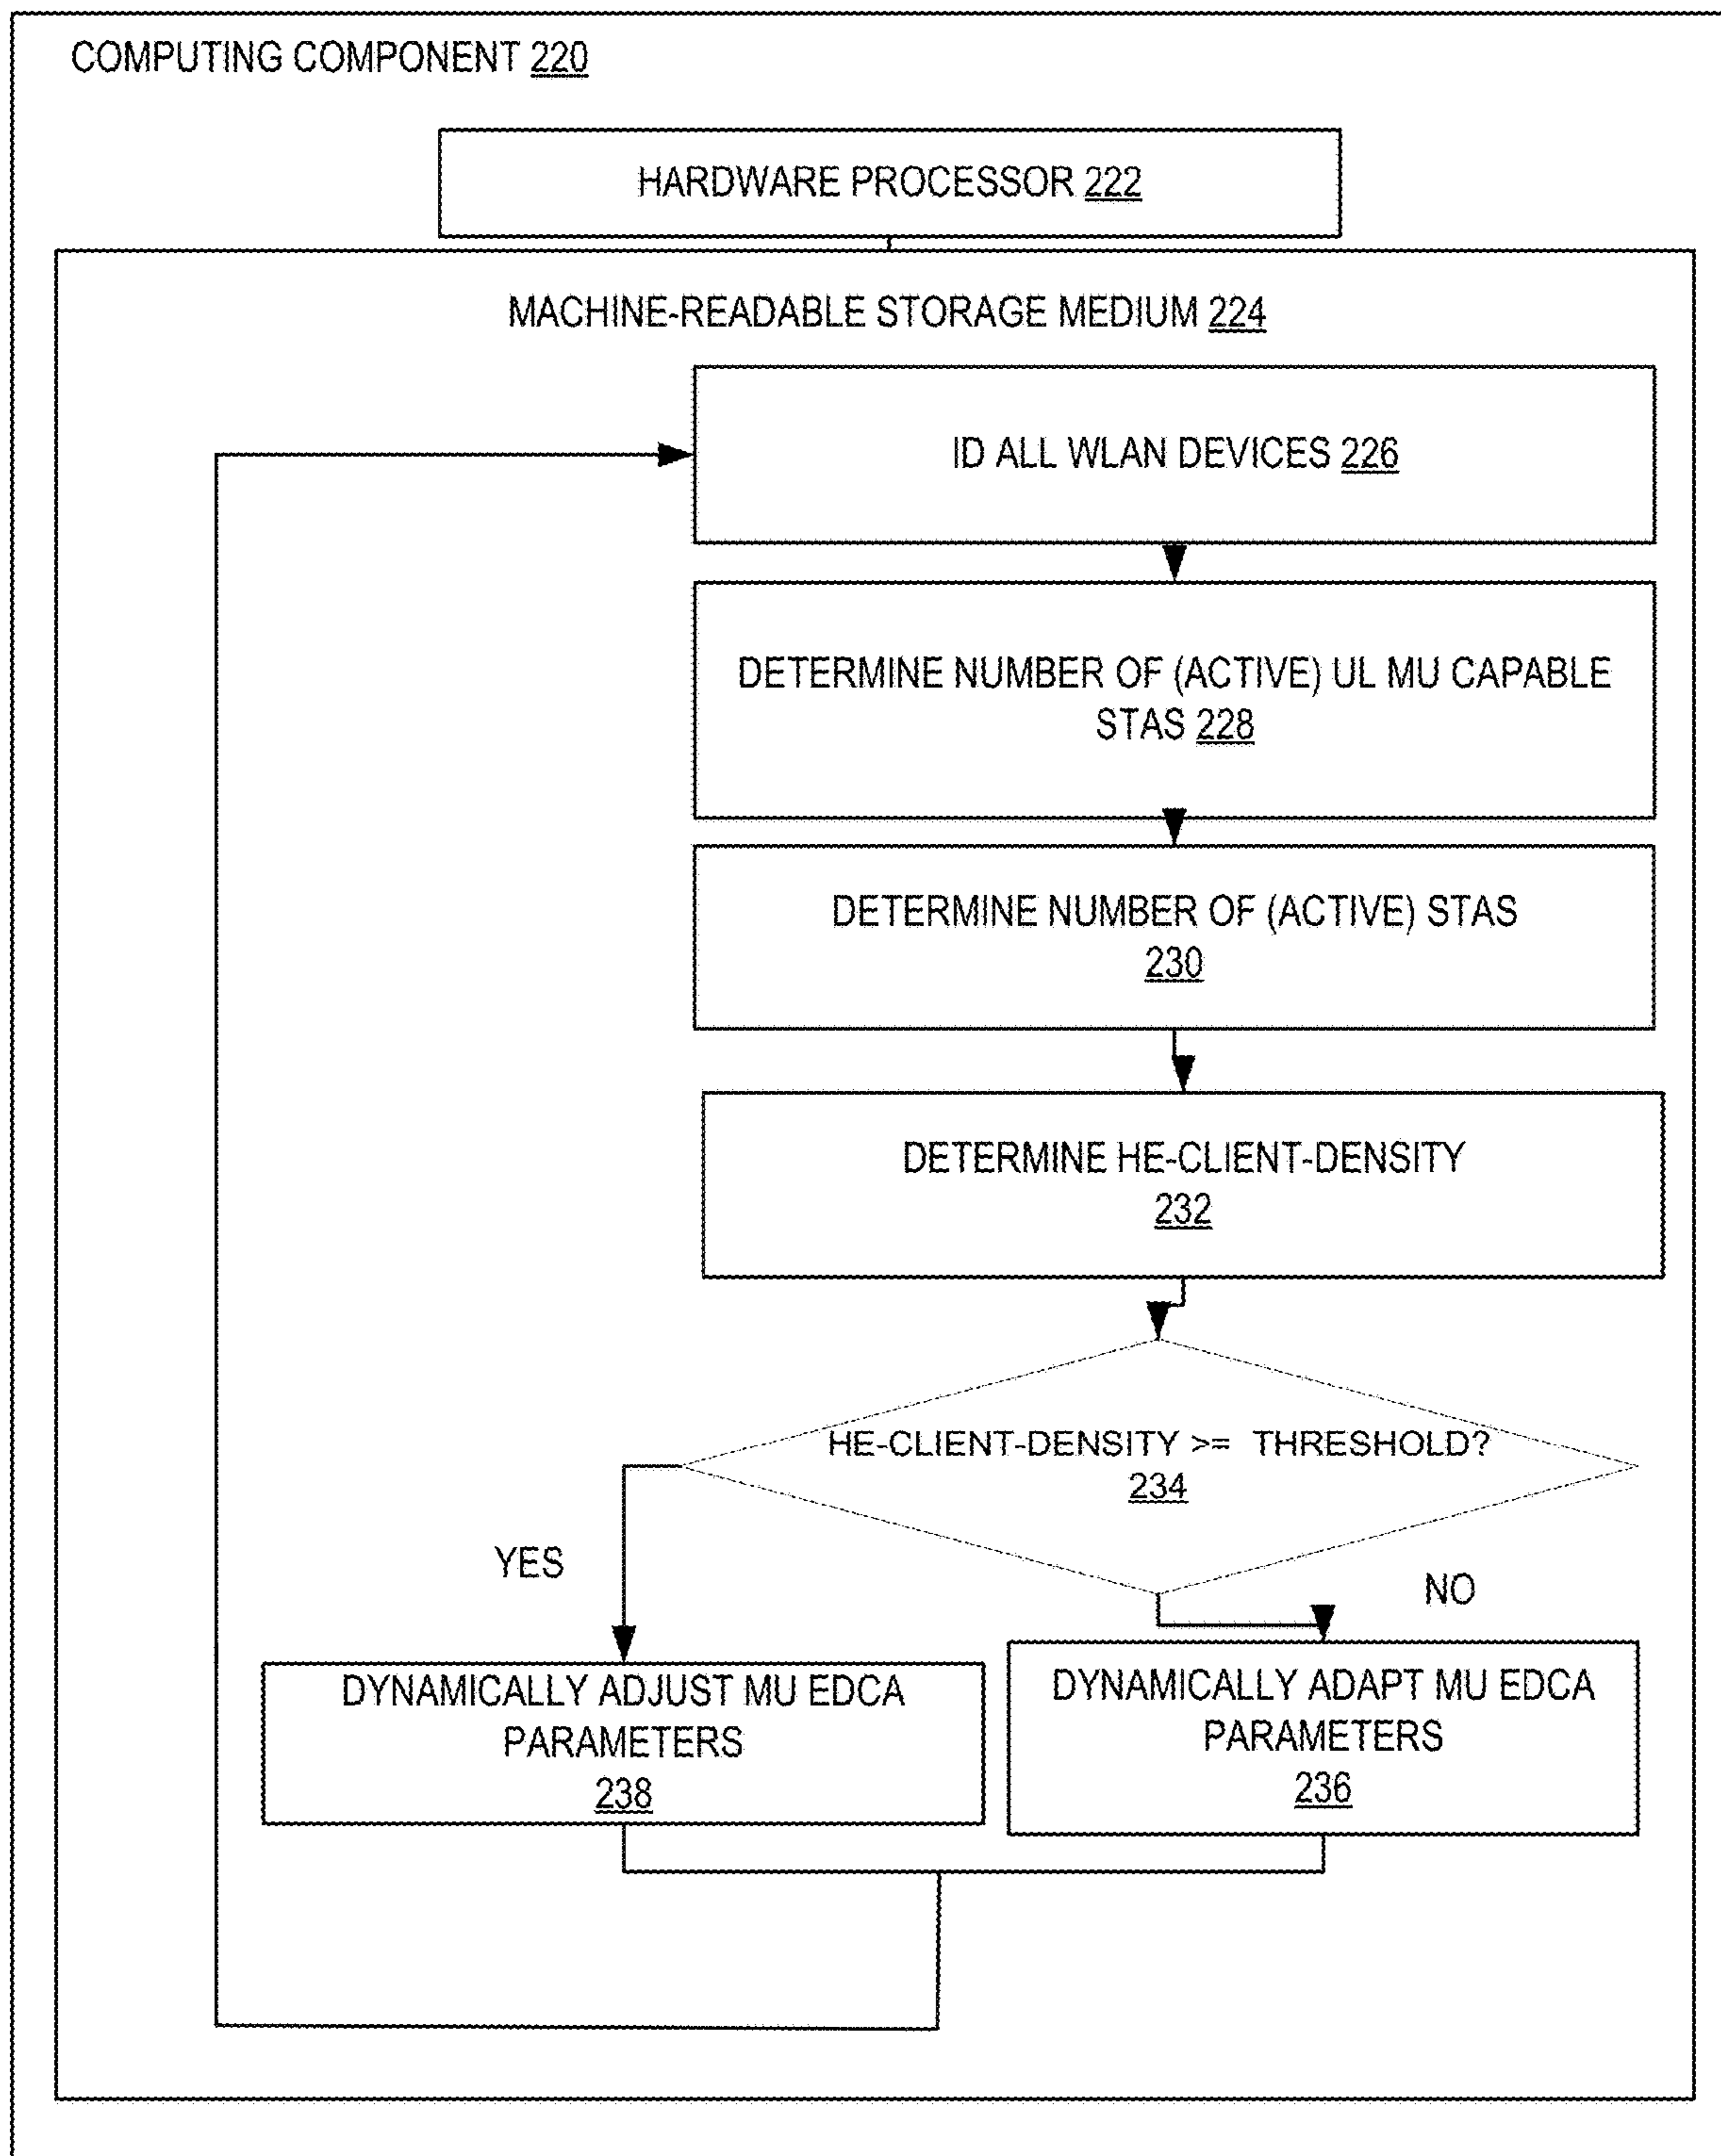 COMPUTING COMPONENT 220
HARDWARE PROCESSOR 222
MACHINE-READABLE STORAGE MEDIUM 224
ID ALL WLAN DEVICES 226
DETERMINE NUMBER OF (ACTIVE) UL MU CAPABLE
STAS 228
DETERMINE NUMBER OF (ACTIVE) STAS
230
DETERMINE HE-CLIENT-DENSITY
232
HE-CLIENT-DENSITY >= THRESHOLD?
234
YES
NO
DYNAMICALLY ADJUST MU EDCA
PARAMETERS
238
DYNAMICALLY ADAPT MU EDCA
PARAMETERS
236